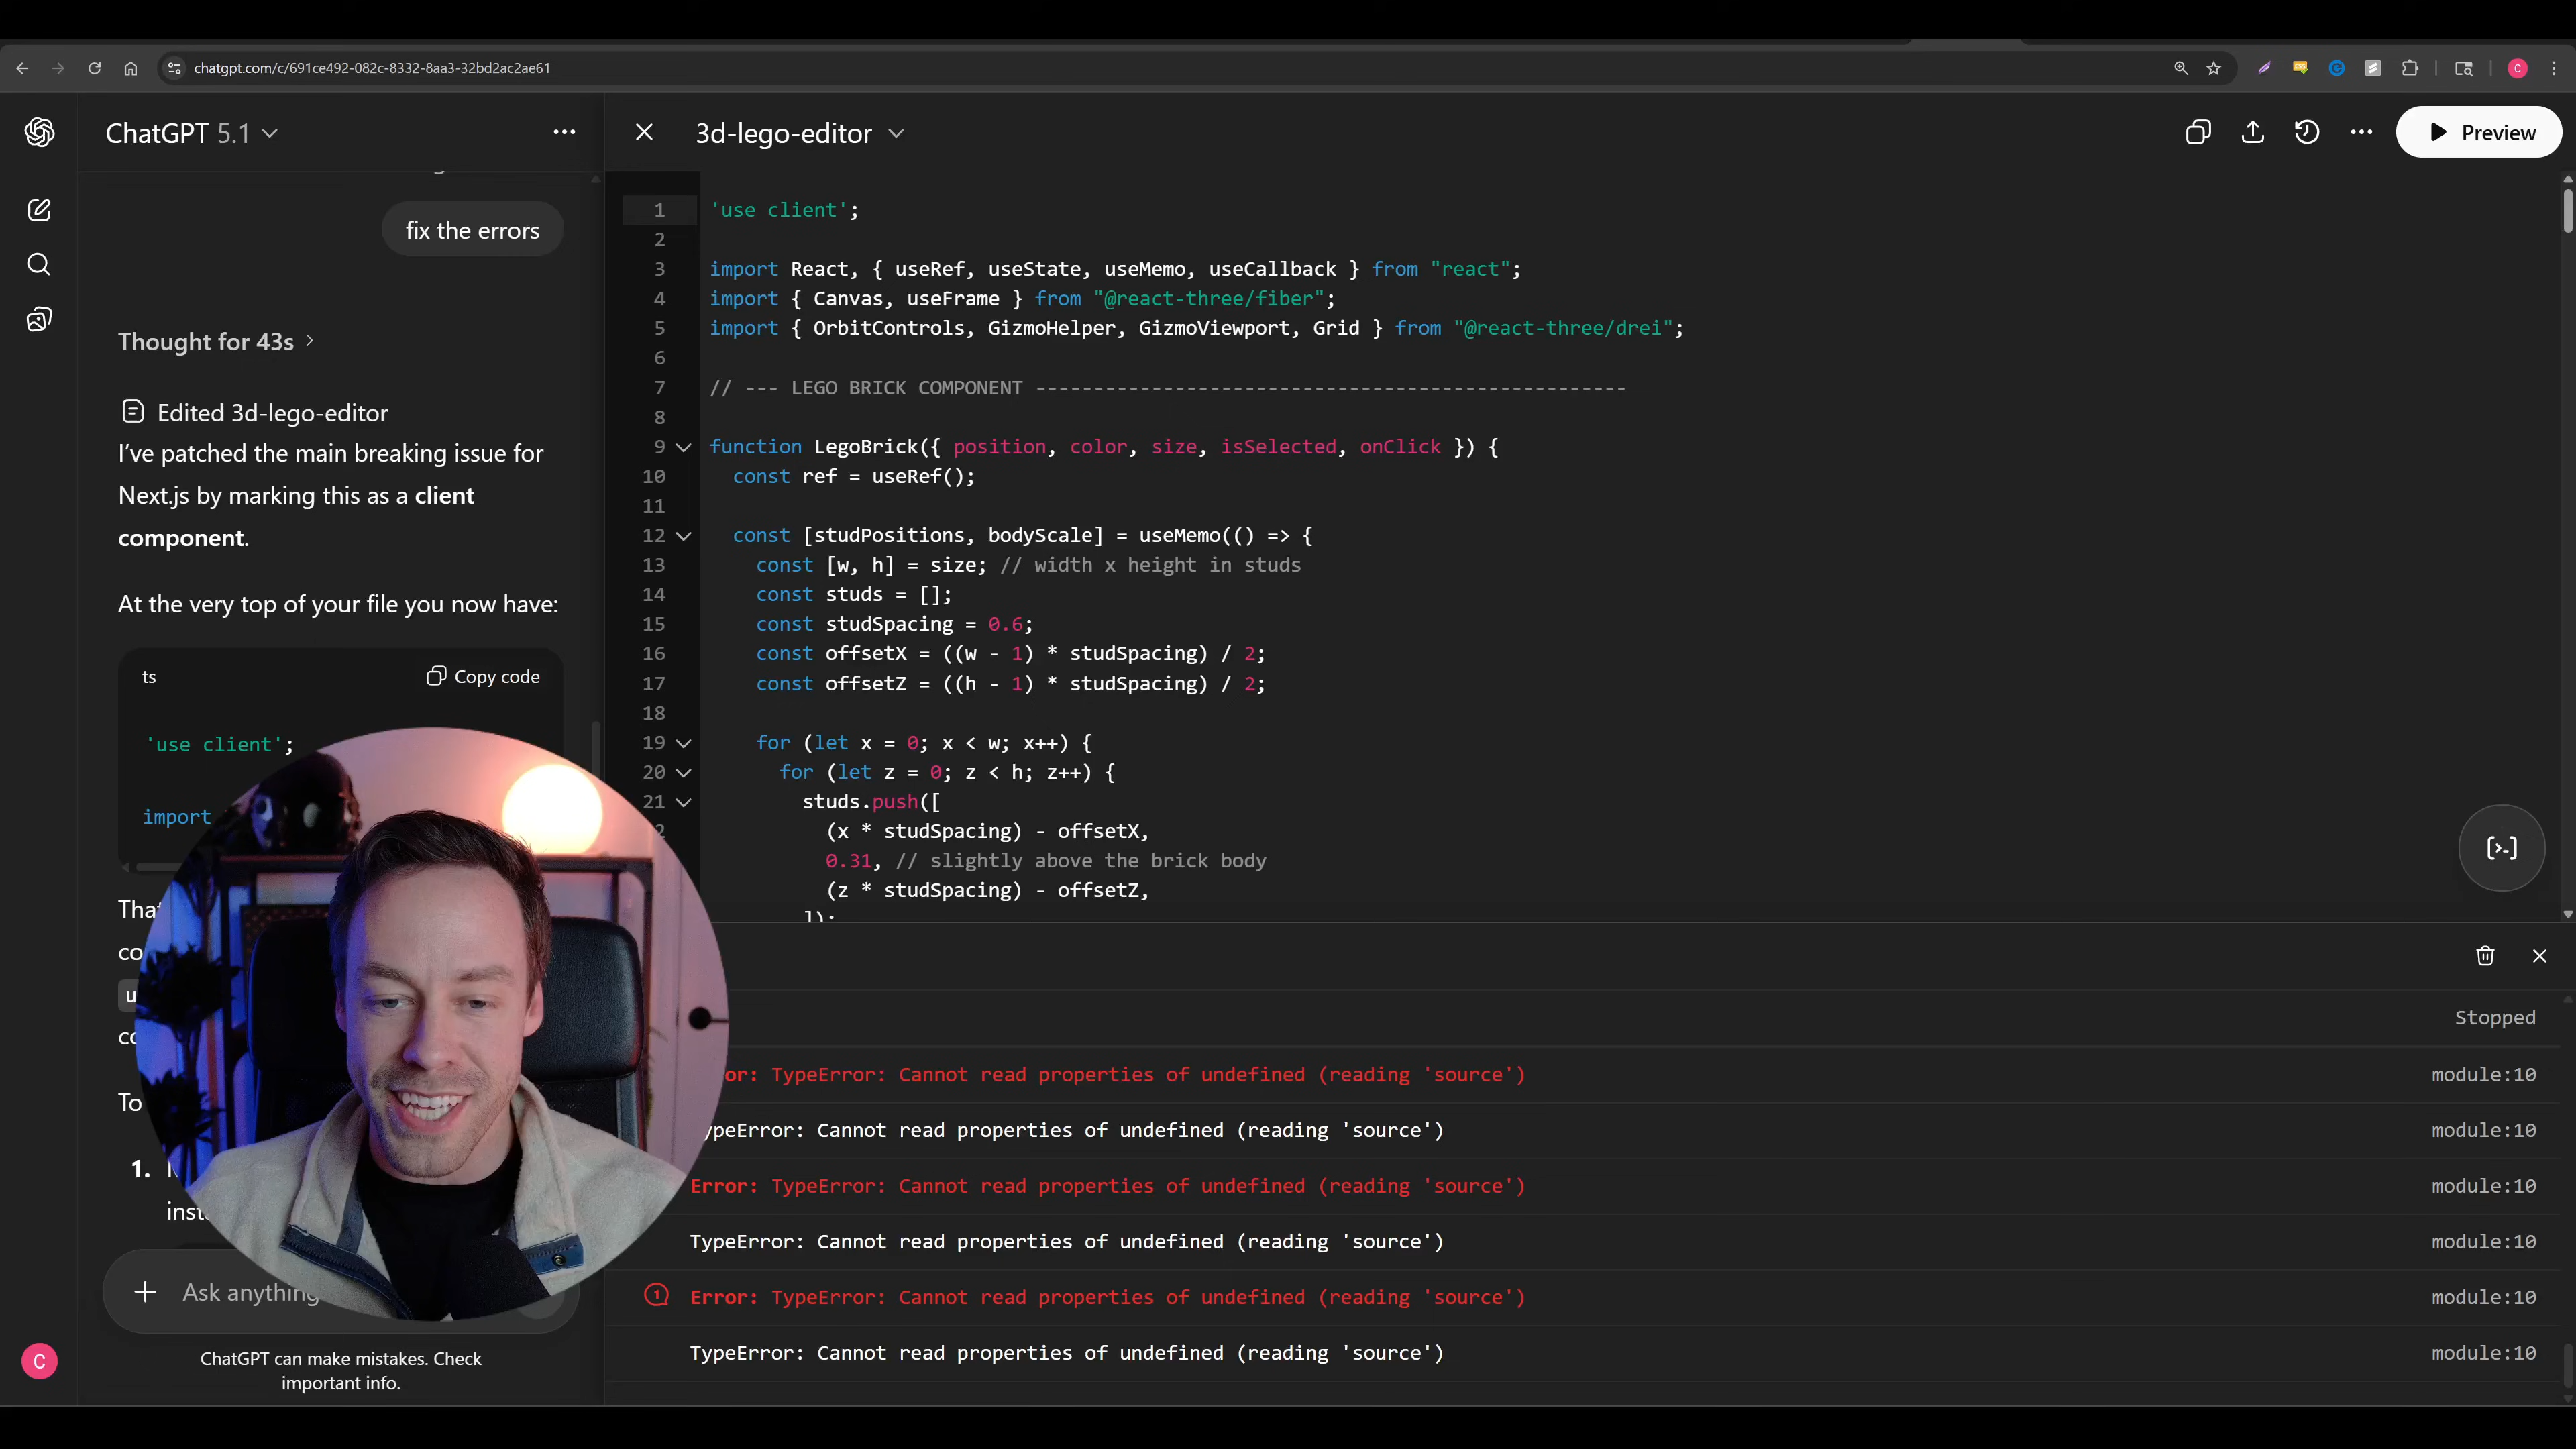 chatgpt.com/c/691ce492-082c-8332-8aa3-32bd2ac2ae61
C
ChatGPT 5.1
fix the errors
Thought for 43s
Edited 3d-lego-editor
I've patched the main breaking issue for
Next.js by marking this as a client
component.
At the very top of your file you now have:
ts
Copy code
'use client';
import
To
1.
Ask anything
C
ChatGPT can make mistakes. Check
important info.
3d-lego-editor
Preview
1 'use client';
2
3 import React, { useRef, useState, useMemo, useCallback } from "react";
4 import { Canvas, useFrame } from "@react-three/fiber";
5 import { OrbitControls, GizmoHelper, GizmoViewport, Grid } from "@react-three/drei";
6
7 // --- LEGO BRICK COMPONENT ---------------------------------------------------
8
9 function LegoBrick({ position, color, size, isSelected, onClick }) {
10 const ref = useRef();
11
12 const [studPositions, bodyScale] = useMemo(() => {
13 const [w, h] = size; // width x height in studs
14 const studs = [];
15 const studSpacing = 0.6;
16 const offsetX = ((w - 1) * studSpacing) / 2;
17 const offsetZ = ((h - 1) * studSpacing) / 2;
18
19 for (let x = 0; x < w; x++) {
20 for (let z = 0; z < h; z++) {
21 studs.push([
(x * studSpacing) - offsetX,
0.31, // slightly above the brick body
(z * studSpacing) - offsetZ,
]);
Stopped
TypeError: Cannot read properties of undefined (reading 'source') module:10
Cannot read properties of undefined (reading 'source') module:10
Error: TypeError: Cannot read properties of undefined (reading 'source') module:10
TypeError: Cannot read properties of undefined (reading 'source') module:10
1 Error: TypeError: Cannot read properties of undefined (reading 'source') module:10
TypeError: Cannot read properties of undefined (reading 'source') module:10